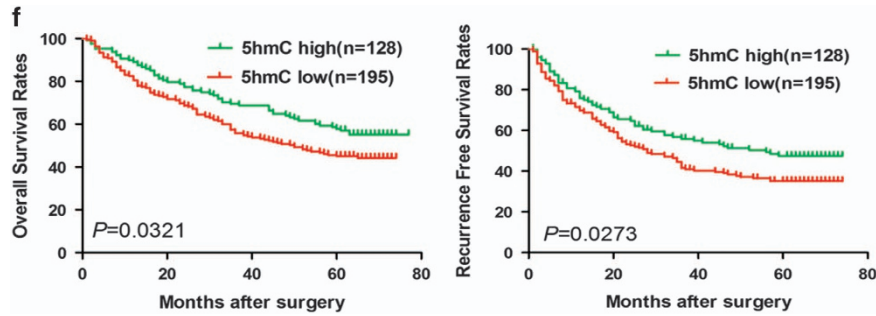 f
Overall Survival Rates
100
80
60
40
20
0
5hmC high(n=128)
5hmC low(n=195)
P=0.0321
0 20 40 60 80
Months after surgery
Recurrence Free Survival Rates
100
80
60
40
20
0
5hmC high(n=128)
5hmC low(n=195)
P=0.0273
0 20 40 60 80
Months after surgery